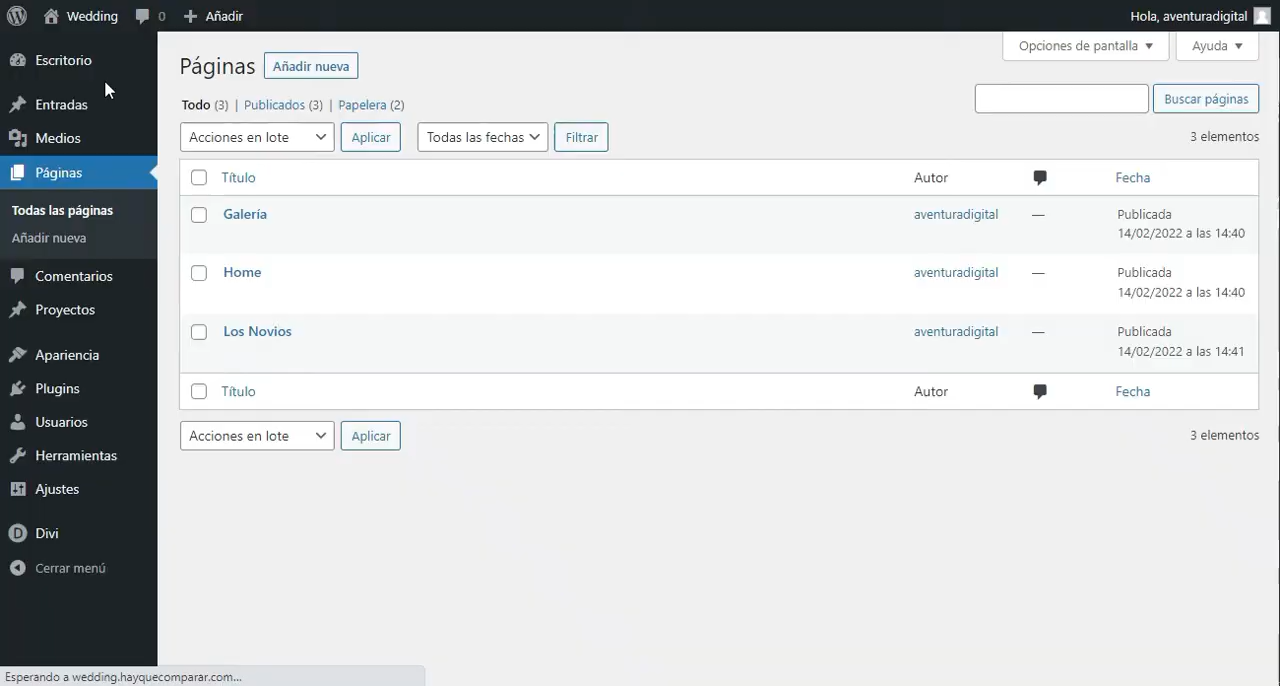 Wedding 0 Añadir
Hola, aventuradigital
Escritorio
Entradas
Medios
Páginas
Todas las páginas
Añadir nueva
Comentarios
Proyectos
Apariencia
Plugins
Usuarios
Herramientas
Ajustes
Divi
Cerrar menú
Opciones de pantalla
Ayuda
Páginas
Añadir nueva
Todo (3) | Publicados (3) | Papelera (2)
Buscar páginas
Acciones en lote
Aplicar
Todas las fechas
Filtrar
3 elementos
Título Autor Fecha
Galería aventuradigital — Publicada
14/02/2022 a las 14:40
Home aventuradigital — Publicada
14/02/2022 a las 14:40
Los Novios aventuradigital — Publicada
14/02/2022 a las 14:41
Título Autor Fecha
Acciones en lote
Aplicar
3 elementos
Esperando a wedding.hayquecomparar.com...